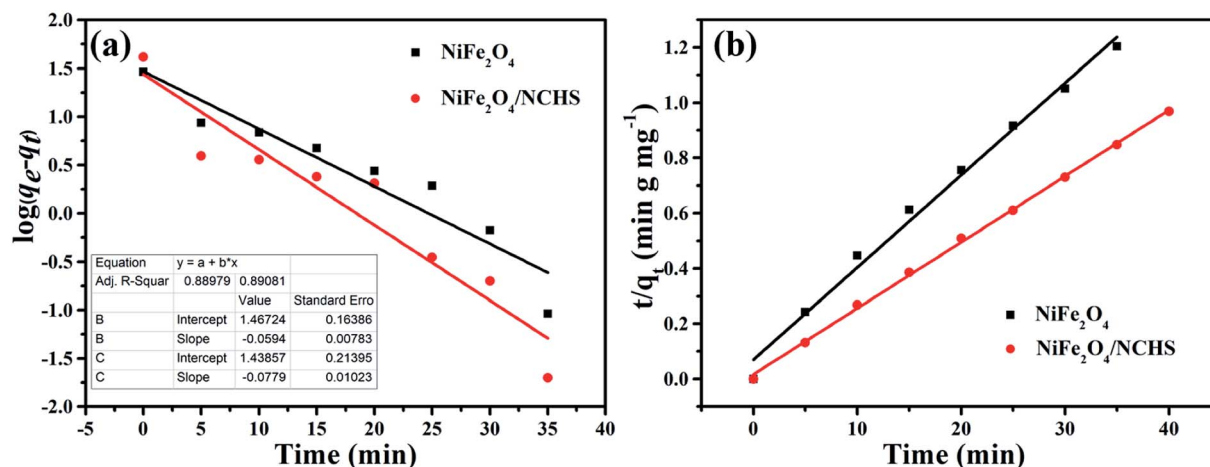 (a)
NiFe₂O₄
NiFe₂O₄/NCHS
log(qe-qt)
2.0
1.5
1.0
0.5
0.0
-0.5
-1.0
-1.5
-2.0
Equation y = a + b*x
Adj. R-Squar 0.88979 0.89081
Value Standard Erro
B Intercept 1.46724 0.16386
B Slope -0.0594 0.00783
C Intercept 1.43857 0.21395
C Slope -0.0779 0.01023
-5 0 5 10 15 20 25 30 35 40
Time (min)
(b)
t/qt (min g mg⁻¹)
1.2
1.0
0.8
0.6
0.4
0.2
0.0
NiFe₂O₄
NiFe₂O₄/NCHS
0 10 20 30 40
Time (min)